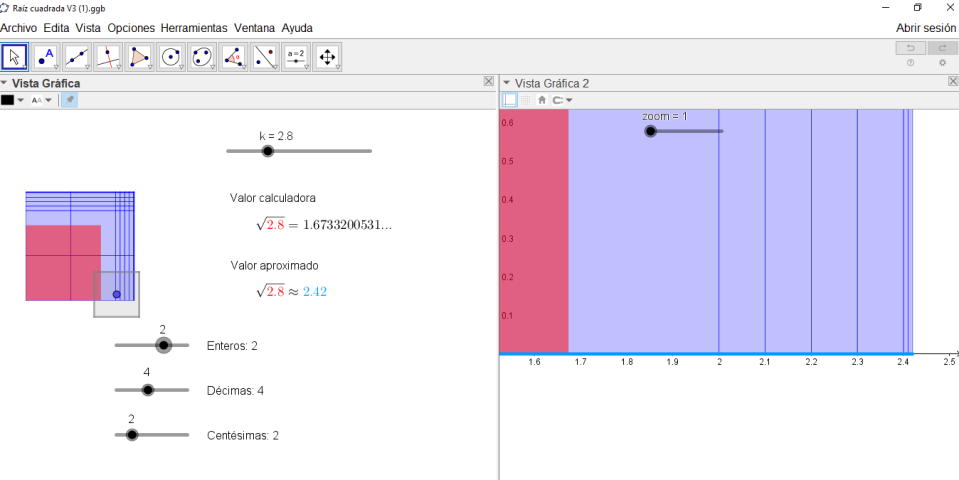 Raíz cuadrada V3 (1).ggb
Archivo Edita Vista Opciones Herramientas Ventana Ayuda
Abrir sesión
A
a=2
Vista Gráfica
Vista Gráfica 2
AA
k = 2.8
Valor calculadora
√2.8 = 1.6733200531...
Valor aproximado
√2.8 ≈ 2.42
2
Enteros: 2
4
Décimas: 4
2
Centésimas: 2
zoom = 1
0.6
0.5
0.4
0.3
0.2
0.1
1.6 1.7 1.8 1.9 2 2.1 2.2 2.3 2.4 2.5